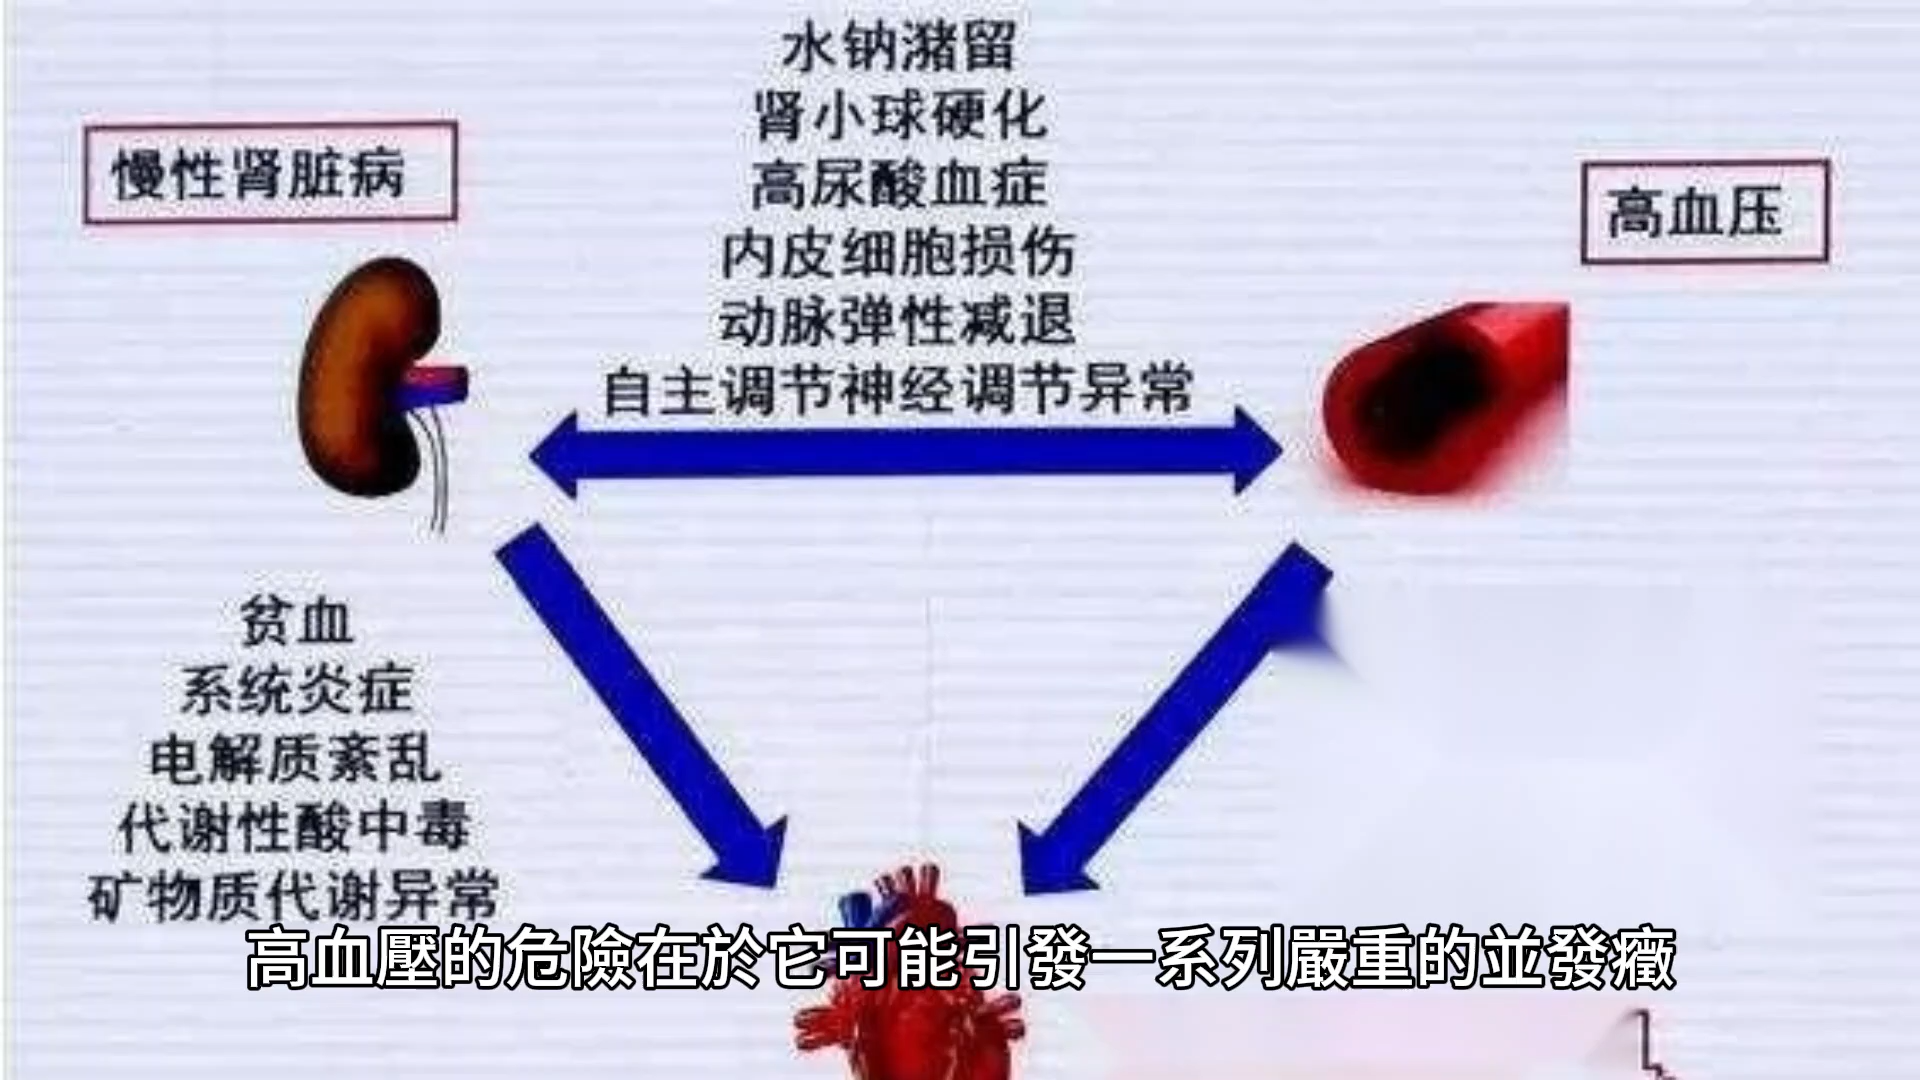 水钠潴留
肾小球硬化
高尿酸血症
内皮细胞损伤
动脉弹性减退
自主调节神经调节异常
慢性肾脏病
高血压
贫血
系统炎症
电解质紊乱
代谢性酸中毒
矿物质代谢异常
高血壓的危險在於它可能引發一系列嚴重的並發癥